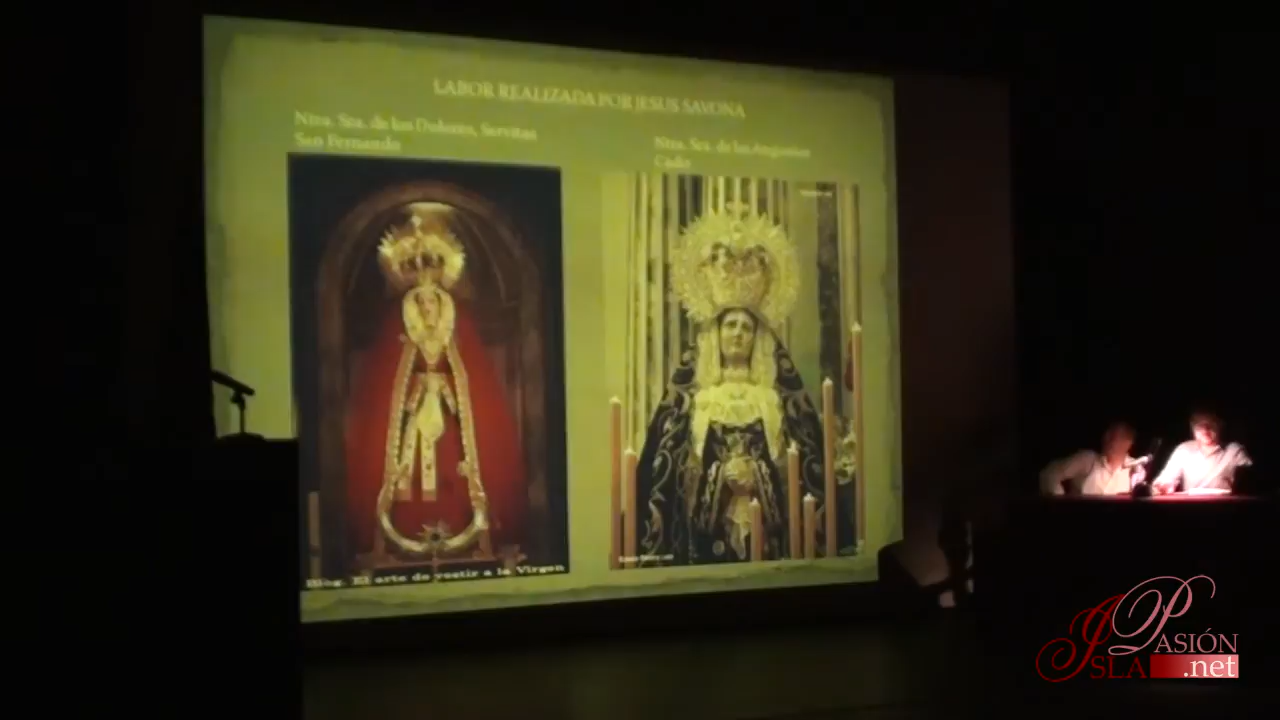 LABOR REALIZADA POR JESUS SAVONA
Ntra. Sra. de los Dolores, Servitas
San Fernando
Ntra. Sra. de las Angustias
Cádiz
Blog. El arte de vestir a la Virgen
ISLA PASIÓN
.net